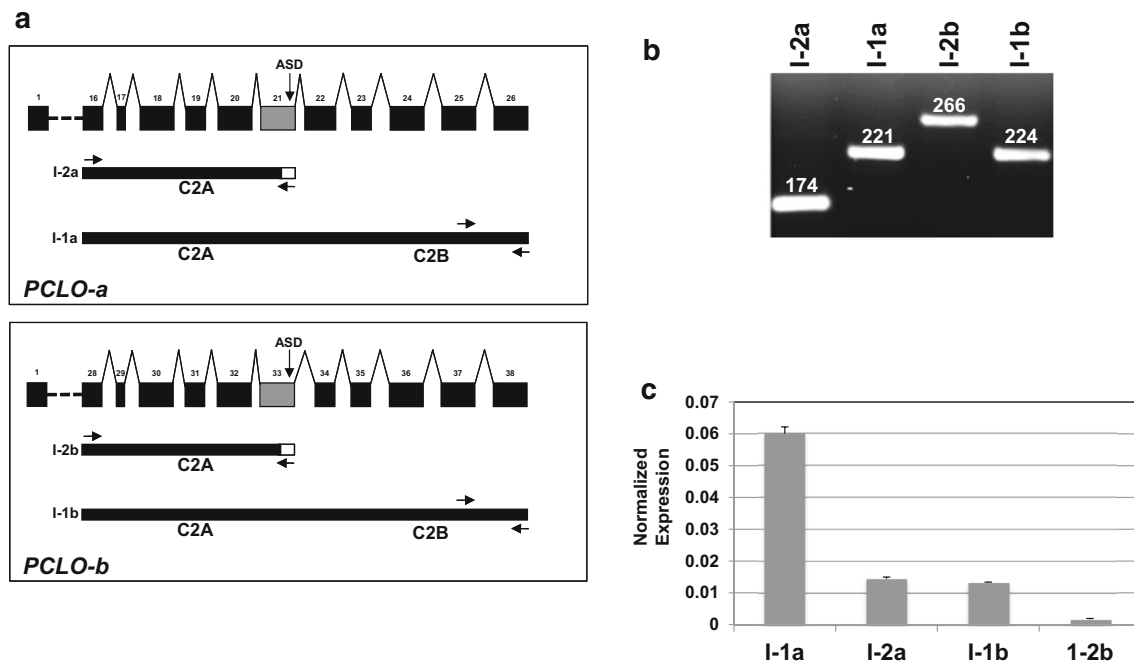 a
ASD
1 16 17 18 19 20 21 22 23 24 25 26
I-2a
C2A
I-1a
C2A C2B
PCLO-a
ASD
1 28 29 30 31 32 33 34 35 36 37 38
I-2b
C2A
I-1b
C2A C2B
PCLO-b
b
I-2a I-1a I-2b I-1b
266
221 224
174
c
Normalized
Expression
0.07
0.06
0.05
0.04
0.03
0.02
0.01
0
I-1a I-2a I-1b 1-2b